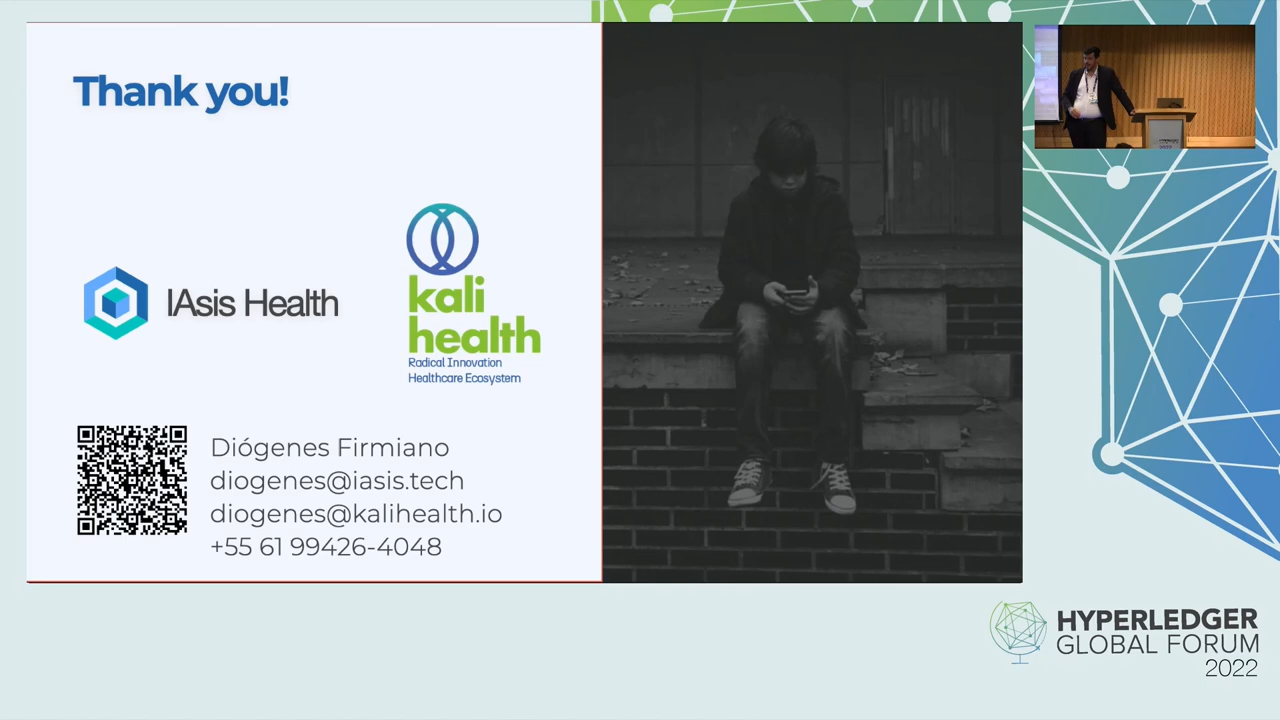 Thank you!
IAsis Health
kali
health
Radical Innovation
Healthcare Ecosystem
Diógenes Firmiano
diogenes@iasis.tech
diogenes@kalihealth.io
+55 61 99426-4048
HYPERLEDGER
GLOBAL FORUM
2022